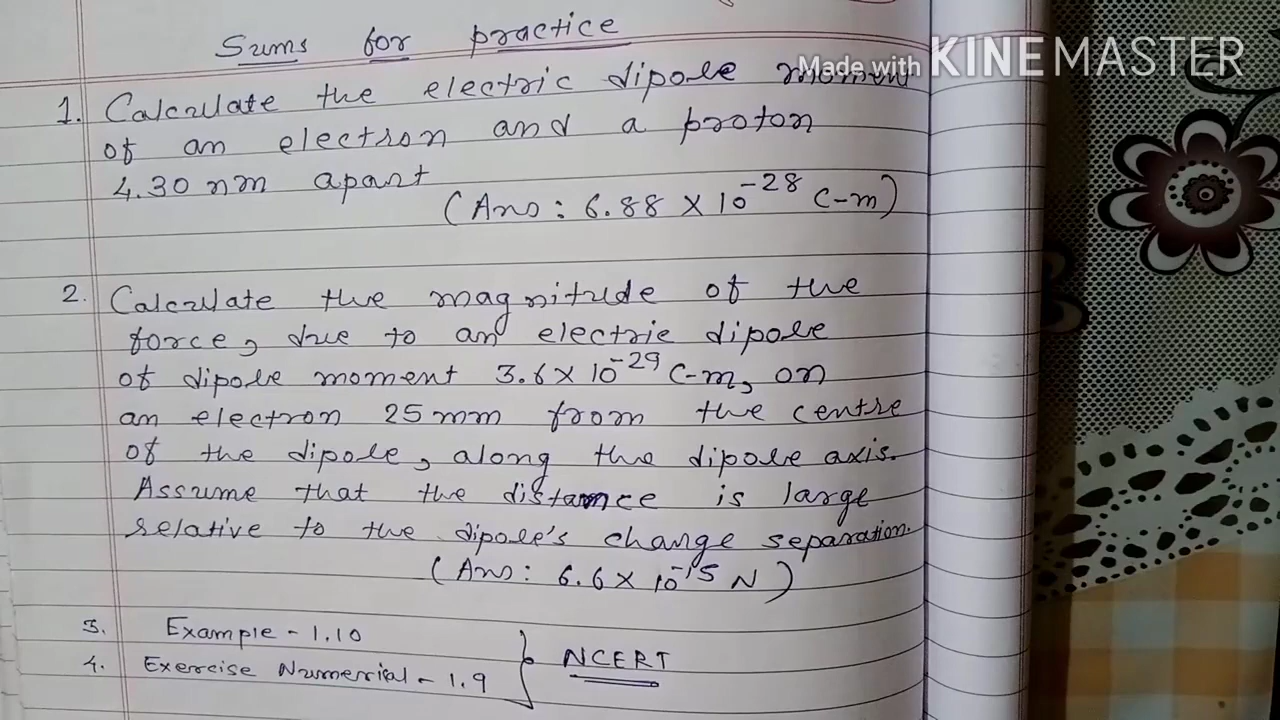 Sums for practice
Made with KINEMASTER
1. Calculate the electric dipole moment
of an electron and a proton
4.30 nm apart
(Ans: 6.88 × 10⁻²⁸ C-m)
2. Calculate the magnitude of the
force, due to an electric dipole
of dipole moment 3.6 × 10⁻²⁹ C-m, on
an electron 25 mm from the centre
of the dipole, along the dipole axis.
Assume that the distance is large
relative to the dipole's change separation.
(Ans: 6.6 × 10⁻¹⁵ N)
3. Example - 1.10
4. Exercise Numerical - 1.9
} NCERT